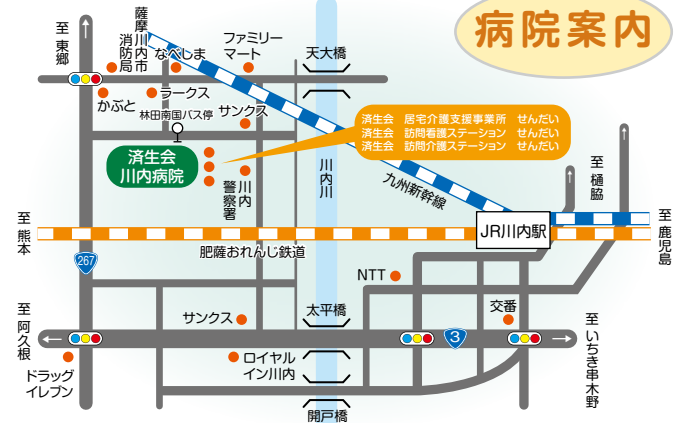 病院案内
至 東郷
薩摩川内市
消防局
なべしま
ファミリー
マート
天大橋
かぶと
ラークス
林田南国バス停
サンクス
済生会 居宅介護支援事業所 せんだい
済生会 訪問看護ステーション せんだい
済生会 訪問介護ステーション せんだい
済生会
川内病院
川内
警察署
川内川
九州新幹線
至 樋脇
至 熊本
JR川内駅
至 鹿児島
肥薩おれんじ鉄道
267
NTT
至 阿久根
サンクス
太平橋
3
交番
至 いちき串木野
ドラッグ
イレブン
ロイヤル
イン川内
開戸橋